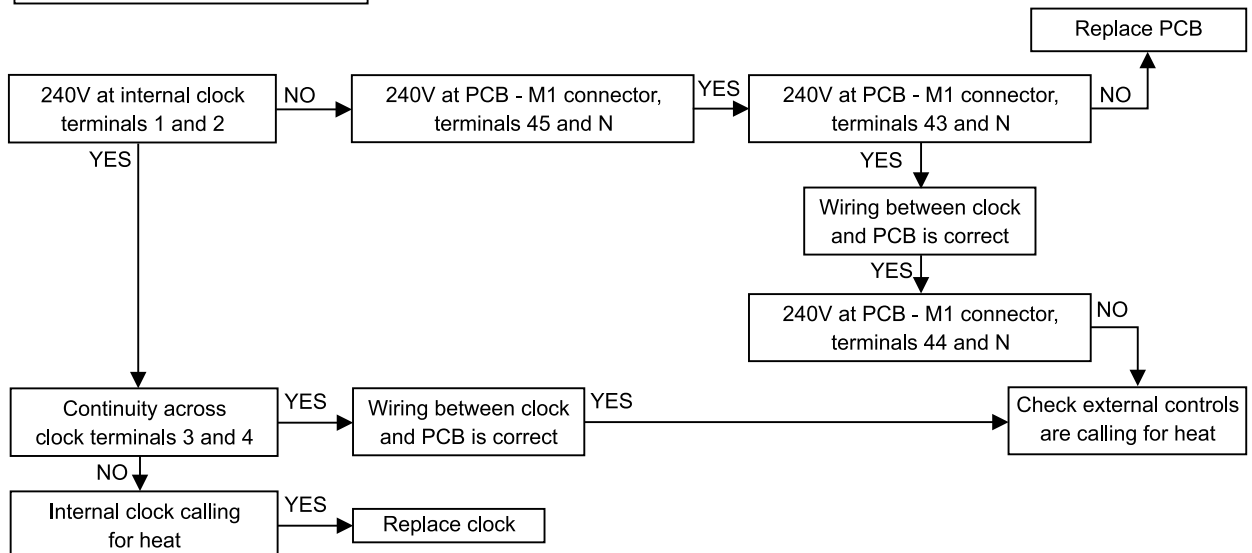 Replace PCB
240V at internal clock
terminals 1 and 2
NO
240V at PCB - M1 connector,
terminals 45 and N
YES
240V at PCB - M1 connector,
terminals 43 and N
NO
YES
YES
Wiring between clock
and PCB is correct
YES
240V at PCB - M1 connector,
terminals 44 and N
NO
Continuity across
clock terminals 3 and 4
YES
Wiring between clock
and PCB is correct
YES
Check external controls
are calling for heat
NO
Internal clock calling
for heat
YES
Replace clock